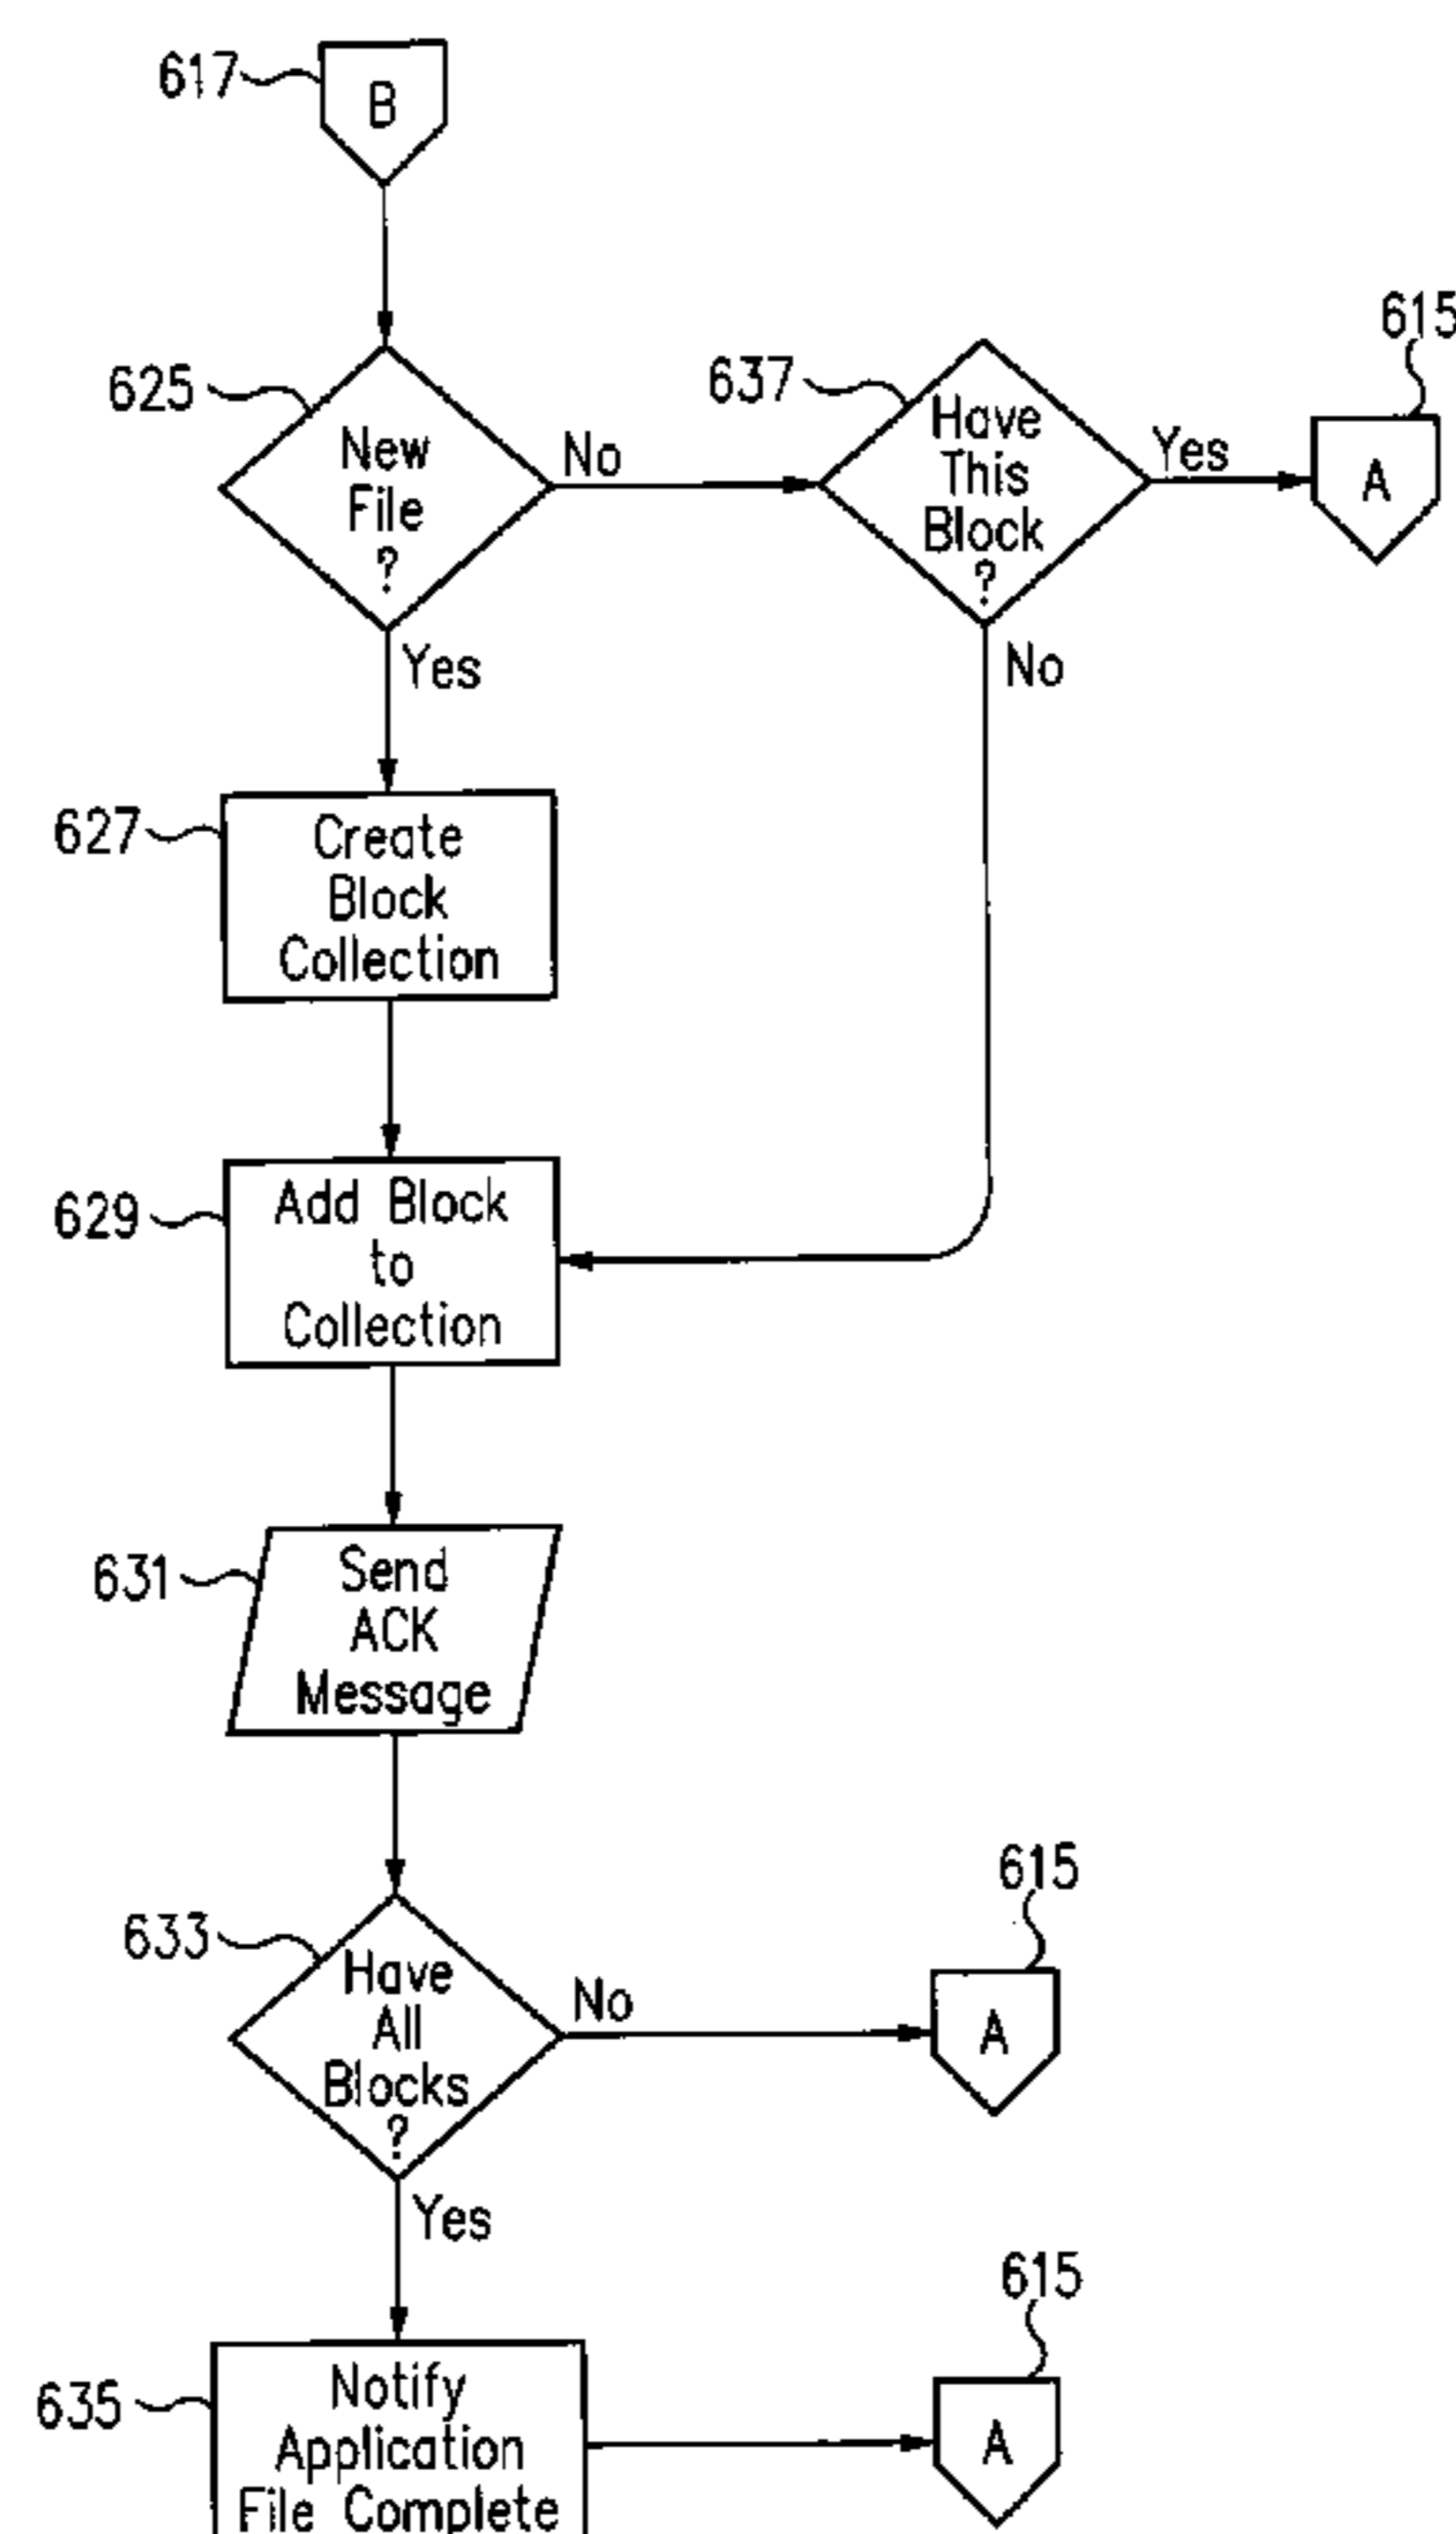 617
B
625
New
File
?
No
637
Have
This
Block
?
Yes
615
A
Yes
No
627
Create
Block
Collection
629
Add Block
to
Collection
631
Send
ACK
Message
633
Have
All
Blocks
?
No
615
A
Yes
635
Notify
Application
File Complete
615
A